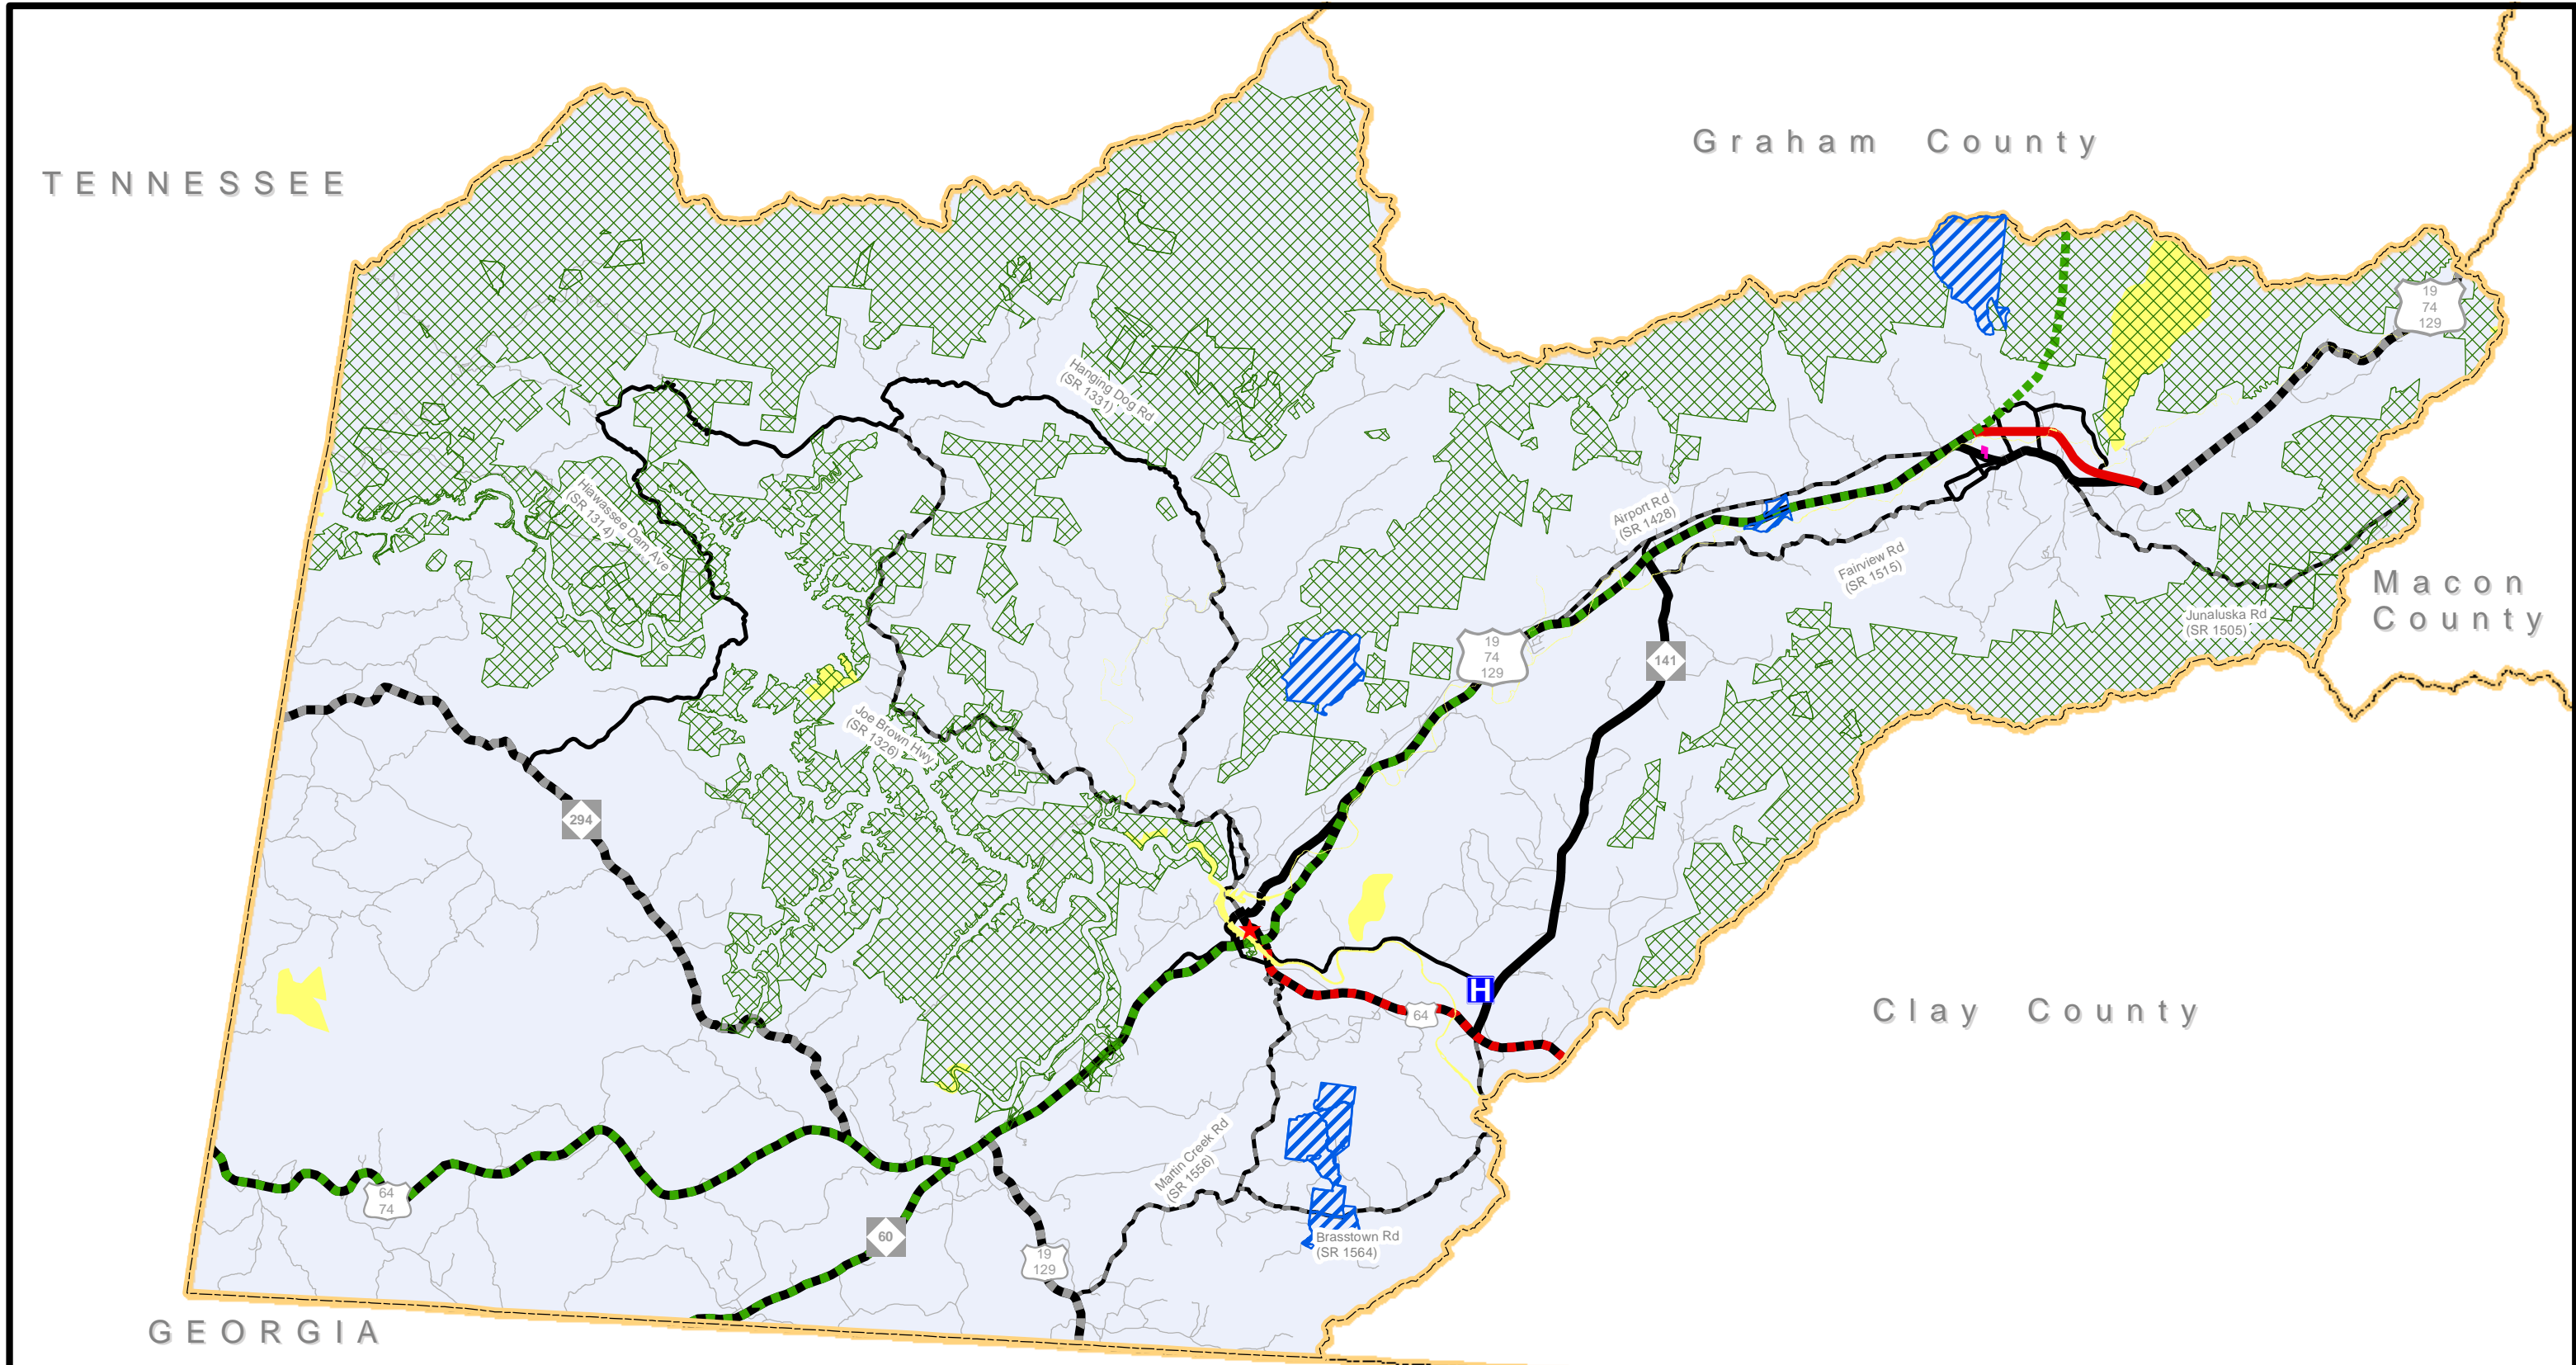 Graham County
TENNESSEE
19
74
129
Hanging Dog Rd
(SR 1331)
Hiawassee Dam Ave
(SR 1314)
Airport Rd
(SR 1428)
Fairview Rd
(SR 1515)
Macon
County
Junaluska Rd
(SR 1505)
19
74
129
141
Joe Brown Hwy
(SR 1326)
294
H
64
Clay County
Martin Creek Rd
(SR 1556)
64
74
60
19
129
Brasstown Rd
(SR 1564)
GEORGIA